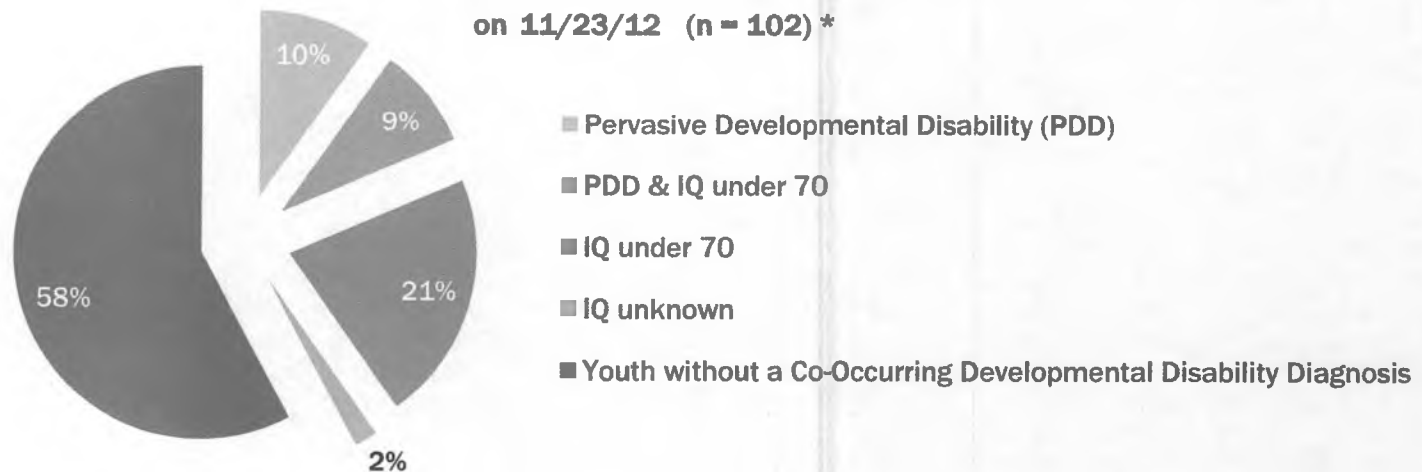 on 11/23/12 (n = 102) *
10%
9%
21%
2%
58%
Pervasive Developmental Disability (PDD)
PDD & IQ under 70
IQ under 70
IQ unknown
Youth without a Co-Occurring Developmental Disability Diagnosis